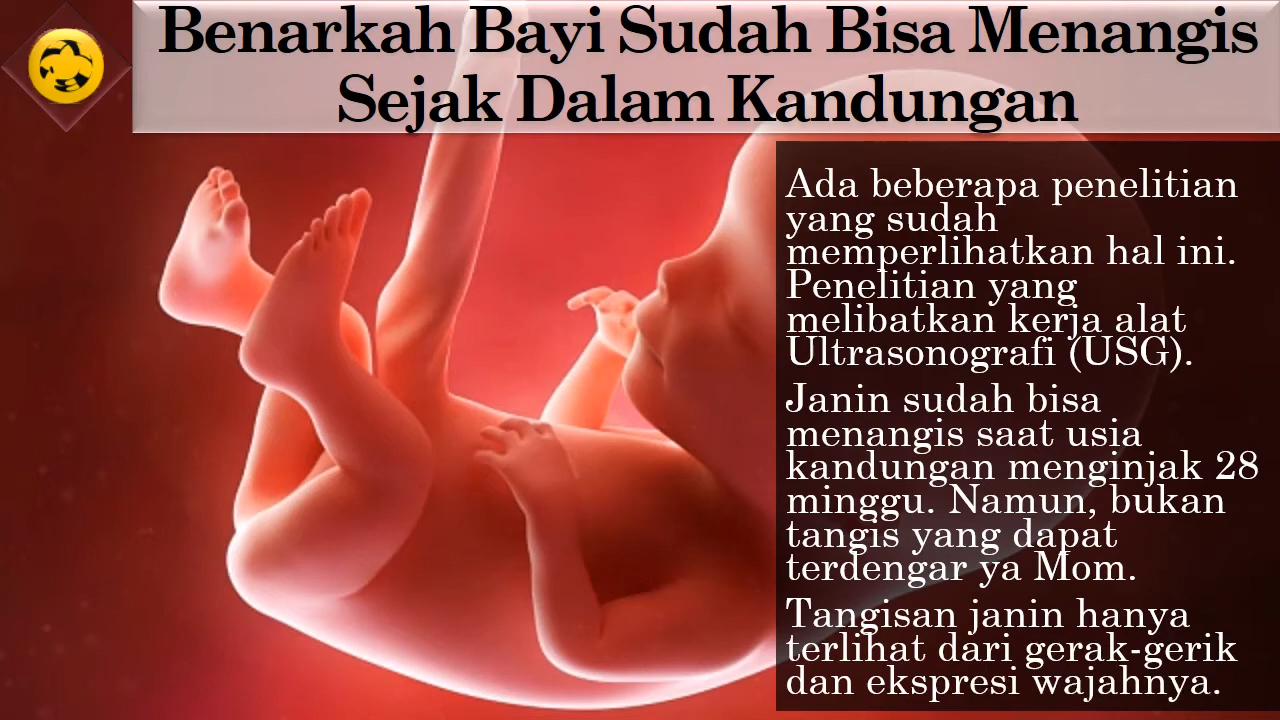 Benarkah Bayi Sudah Bisa Menangis
Sejak Dalam Kandungan
Ada beberapa penelitian
yang sudah
memperlihatkan hal ini.
Penelitian yang
melibatkan kerja alat
Ultrasonografi (USG).
Janin sudah bisa
menangis saat usia
kandungan menginjak 28
minggu. Namun, bukan
tangis yang dapat
terdengar ya Mom.
Tangisan janin hanya
terlihat dari gerak-gerik
dan ekspresi wajahnya.